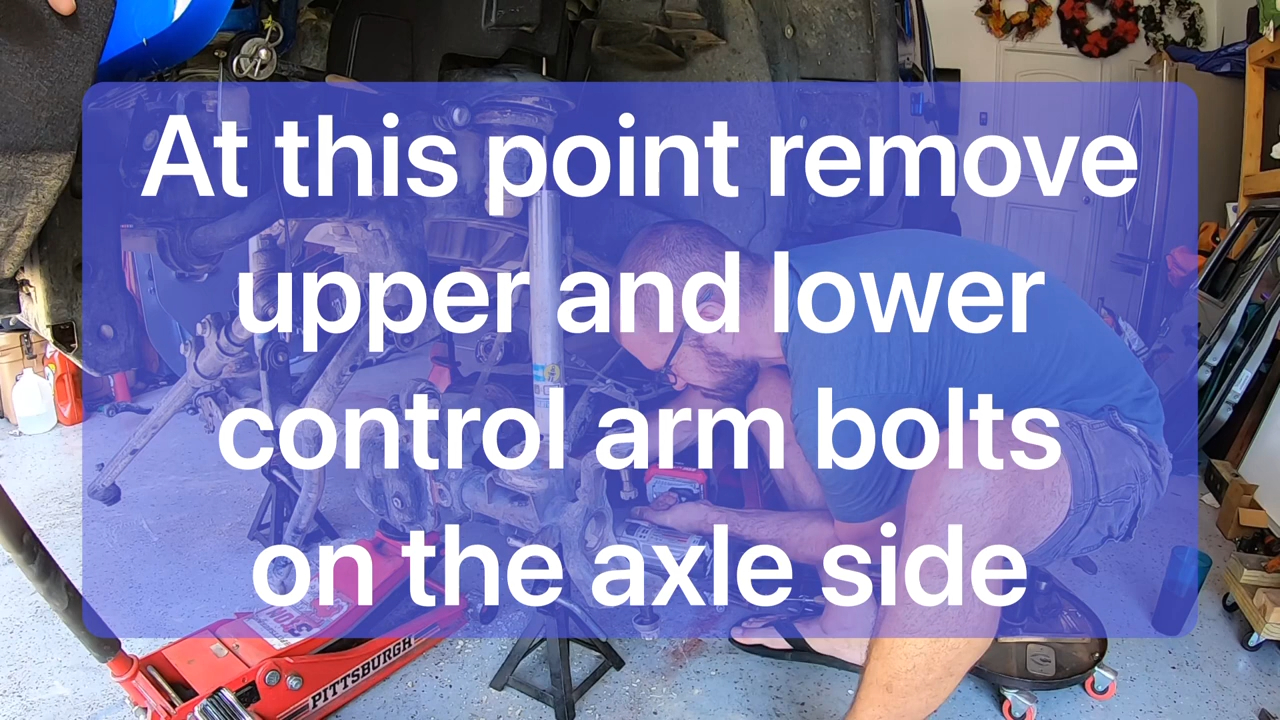 At this point remove
upper and lower
control arm bolts
on the axle side
PITTSBURGH